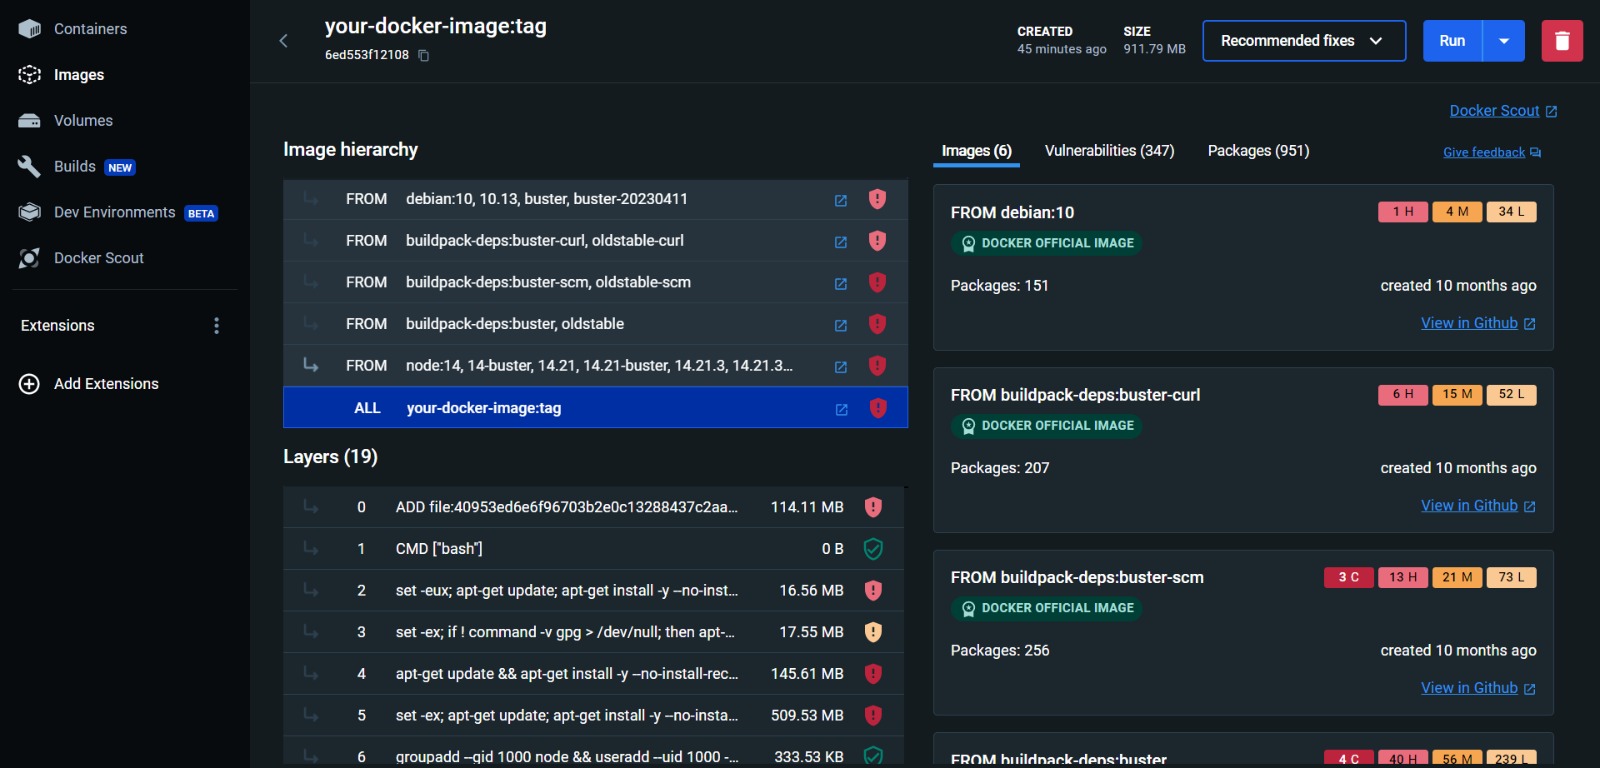 Containers
Images
Volumes
Builds NEW
Dev Environments BETA
Docker Scout
Extensions
Add Extensions
your-docker-image:tag
6ed553f12108
CREATED
45 minutes ago
SIZE
911.79 MB
Recommended fixes
Run
Docker Scout
Image hierarchy
FROM debian:10, 10.13, buster, buster-20230411
FROM buildpack-deps:buster-curl, oldstable-curl
FROM buildpack-deps:buster-scm, oldstable-scm
FROM buildpack-deps:buster, oldstable
FROM node:14, 14-buster, 14.21, 14.21-buster, 14.21.3, 14.21.3...
ALL your-docker-image:tag
Layers (19)
0 ADD file:40953ed6e6f96703b2e0c13288437c2aa... 114.11 MB
1 CMD ["bash"] 0 B
2 set -eux; apt-get update; apt-get install -y --no-inst... 16.56 MB
3 set -ex; if ! command -v gpg > /dev/null; then apt-... 17.55 MB
4 apt-get update && apt-get install -y --no-install-rec... 145.61 MB
5 set -ex; apt-get update; apt-get install -y --no-insta... 509.53 MB
6 groupadd --gid 1000 node && useradd --uid 1000 -... 333.53 KB
Images (6) Vulnerabilities (347) Packages (951) Give feedback
FROM debian:10 1 H 4 M 34 L
DOCKER OFFICIAL IMAGE
Packages: 151 created 10 months ago
View in Github
FROM buildpack-deps:buster-curl 6 H 15 M 52 L
DOCKER OFFICIAL IMAGE
Packages: 207 created 10 months ago
View in Github
FROM buildpack-deps:buster-scm 3 C 13 H 21 M 73 L
DOCKER OFFICIAL IMAGE
Packages: 256 created 10 months ago
View in Github
FROM buildpack-deps:buster 4 C 40 H 56 M 239 L